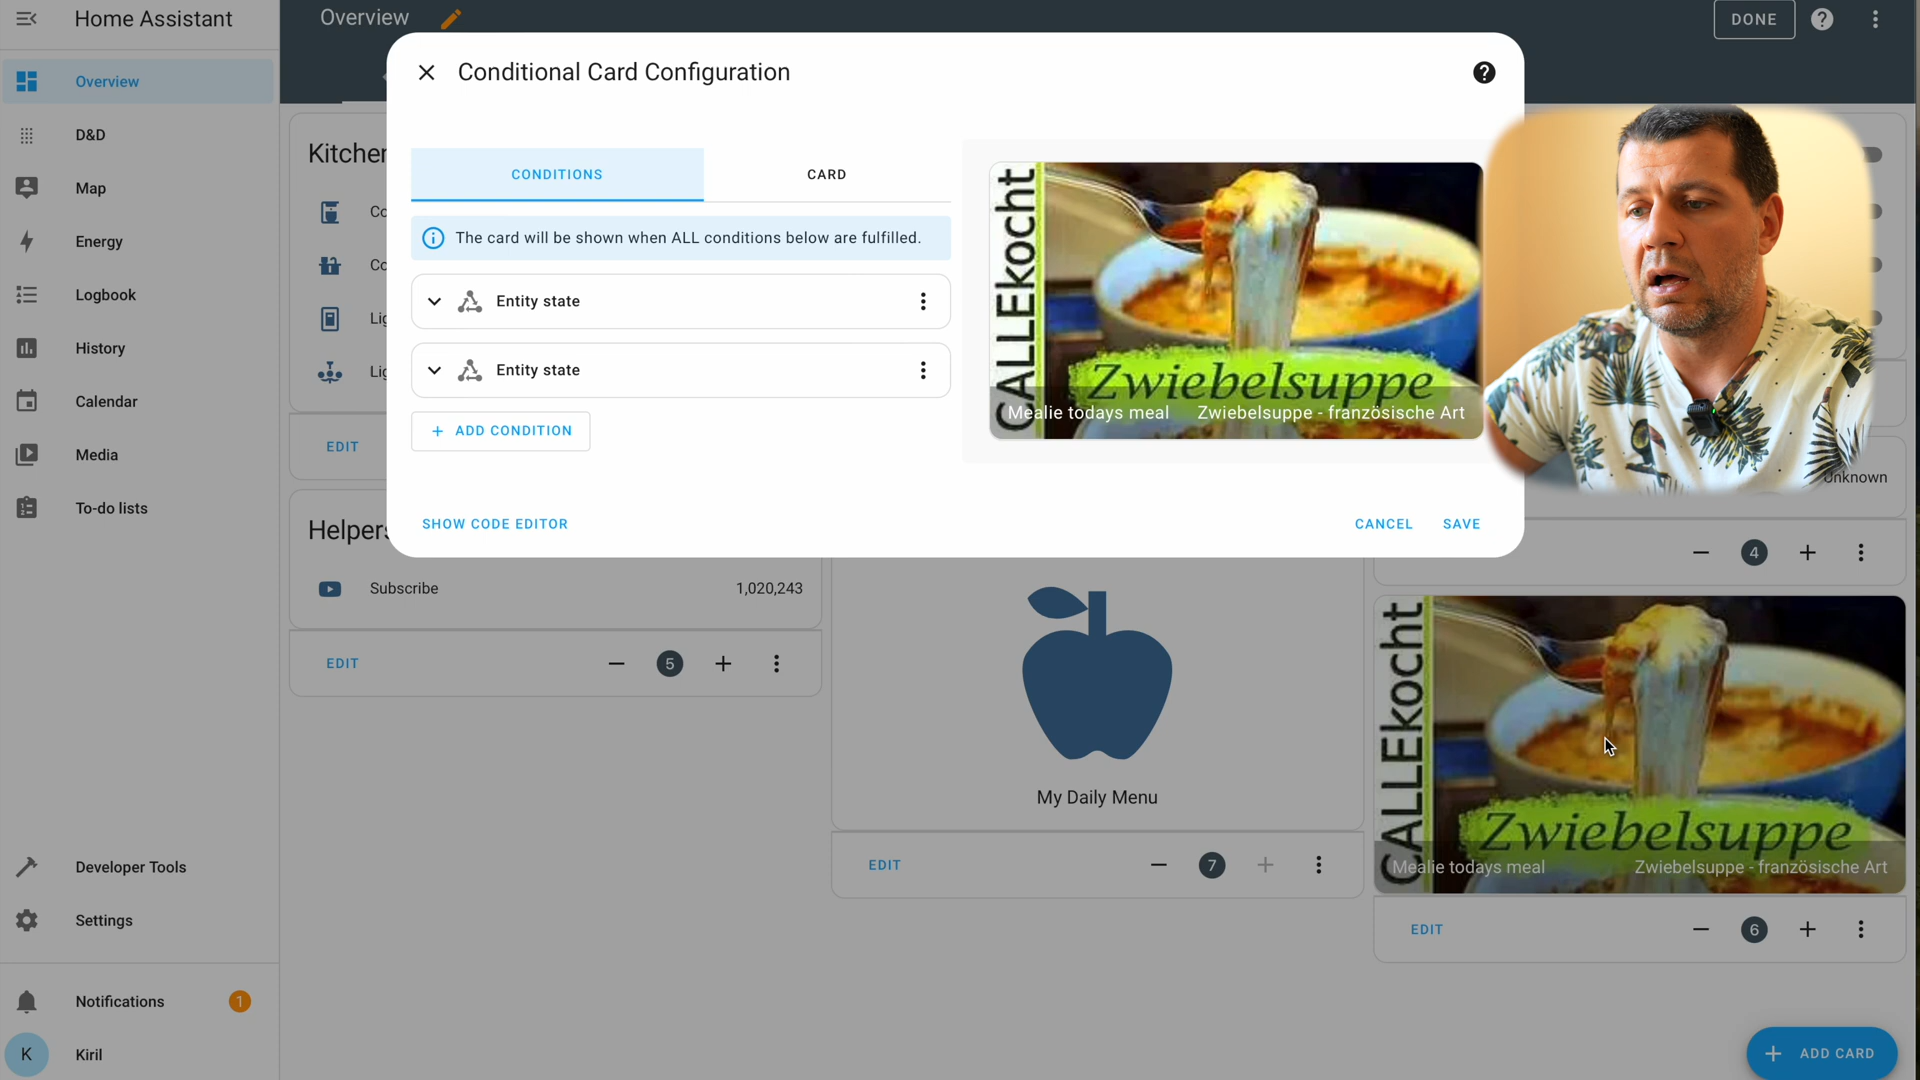 Home Assistant
Overview
DONE
Conditional Card Configuration
Overview
D&D
Map
Energy
Logbook
History
Calendar
Media
To-do lists
Developer Tools
Settings
Notifications
1
K
Kiril
Kitchen
Co
Co
Lig
Lig
EDIT
CONDITIONS
CARD
The card will be shown when ALL conditions below are fulfilled.
Entity state
Entity state
+ ADD CONDITION
SHOW CODE EDITOR
CANCEL
SAVE
CALLEkocht
Zwiebelsuppe
Mealie todays meal
Zwiebelsuppe - französische Art
Unknown
4
Helpers
Subscribe
1,020,243
EDIT
5
My Daily Menu
EDIT
7
CALLEkocht
Zwiebelsuppe
Mealie todays meal
Zwiebelsuppe - französische Art
EDIT
6
+ ADD CARD